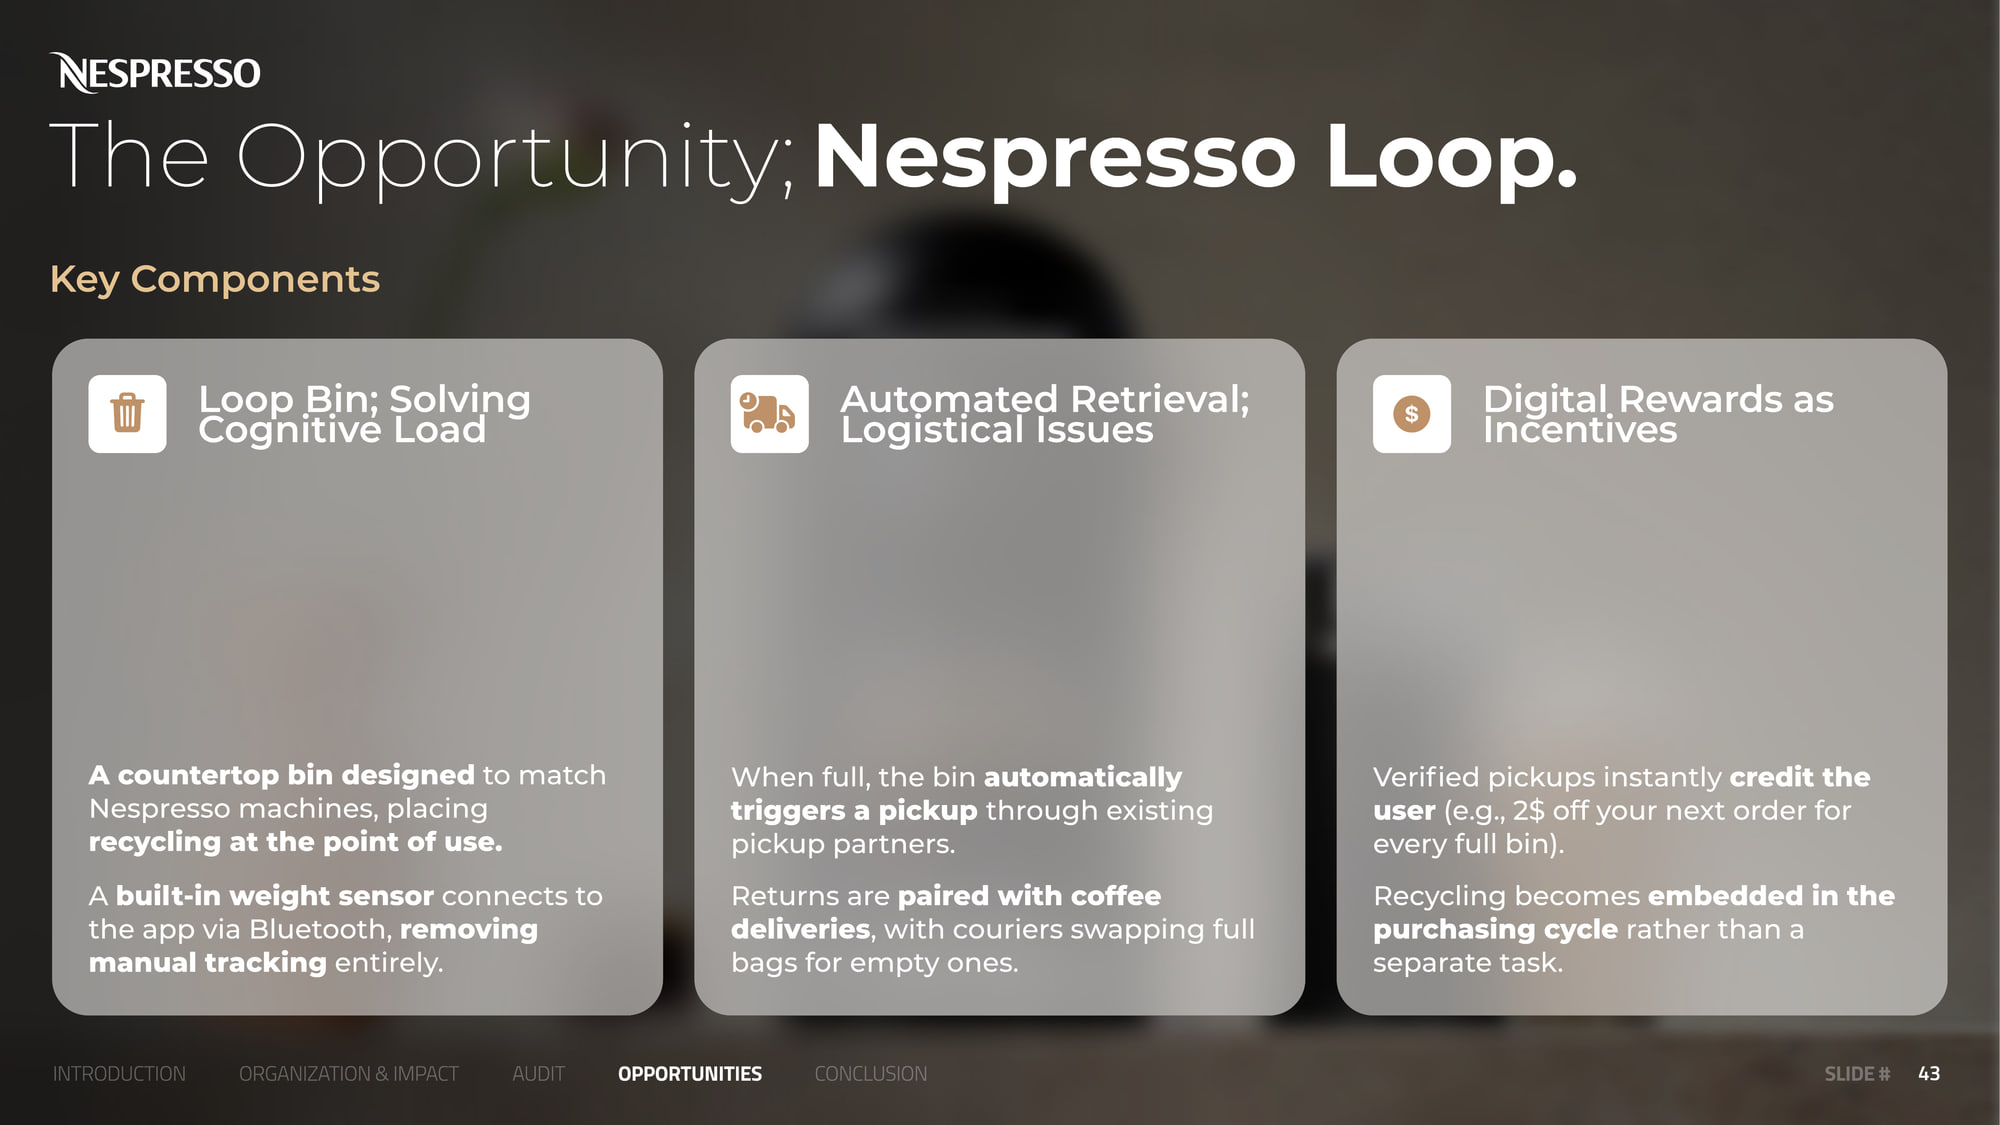 NESPRESSO
The Opportunity; Nespresso Loop.
Key Components
Loop Bin; Solving
Cognitive Load
A countertop bin designed to match
Nespresso machines, placing
recycling at the point of use.
A built-in weight sensor connects to
the app via Bluetooth, removing
manual tracking entirely.
Automated Retrieval;
Logistical Issues
When full, the bin automatically
triggers a pickup through existing
pickup partners.
Returns are paired with coffee
deliveries, with couriers swapping full
bags for empty ones.
Digital Rewards as
Incentives
$
Verified pickups instantly credit the
user (e.g., 2$ off your next order for
every full bin).
Recycling becomes embedded in the
purchasing cycle rather than a
separate task.
INTRODUCTION ORGANIZATION & IMPACT AUDIT OPPORTUNITIES CONCLUSION SLIDE # 43